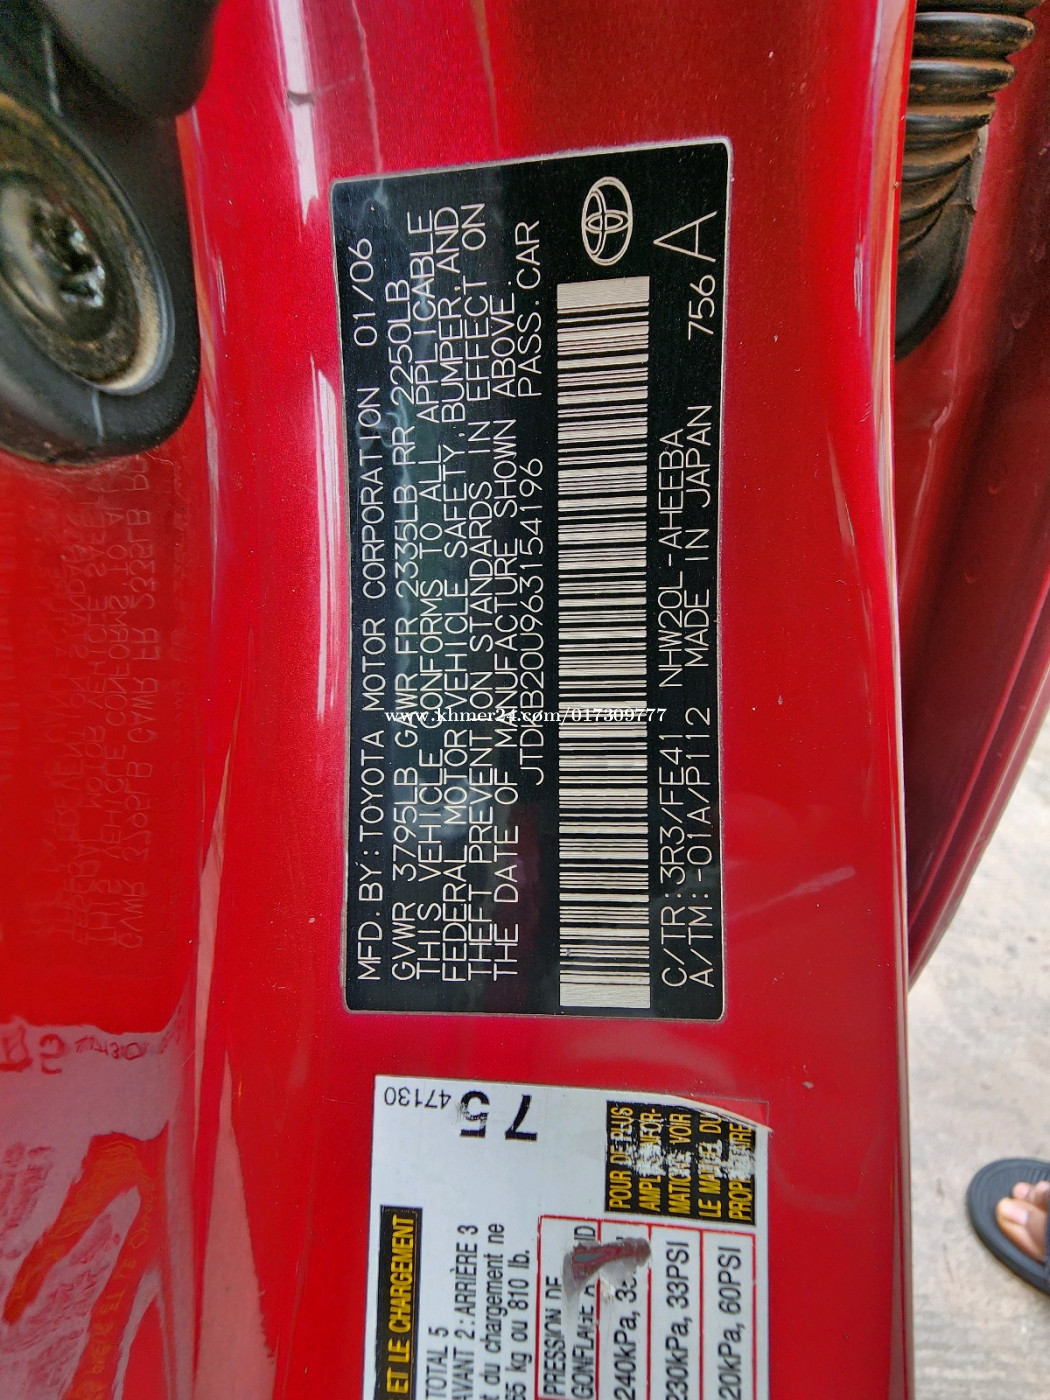 MFD.BY:TOYOTA MOTOR CORPORATION 01/06
GVWR 3795LB GAWR FR 2335LB RR 2250LB
THIS VEHICLE CONFORMS TO ALL APPLICABLE
FEDERAL MOTOR VEHICLE SAFETY, BUMPER, AND
THEFT PREVENTION STANDARDS IN EFFECT ON
THE DATE OF MANUFACTURE SHOWN ABOVE.
JTDKB20U963154196 PASS.CAR
C/TR:3R3/FE41 NHW20L-AHEEBA 756
A/TM:-01A/P112 MADE IN JAPAN A
www.khmer24.com/017309777
47130
75
ET LE CHARGEMENT
TOTAL 5
AVANT 2:ARRIÈRE 3
du chargement ne
kg ou 810 lb.
PRESSION DE
GONFLAGE
240kPa,
230kPa, 33PSI
20kPa, 60PSI
POUR DE PLUS
MATIONS VOIR
LE MANUEL DU